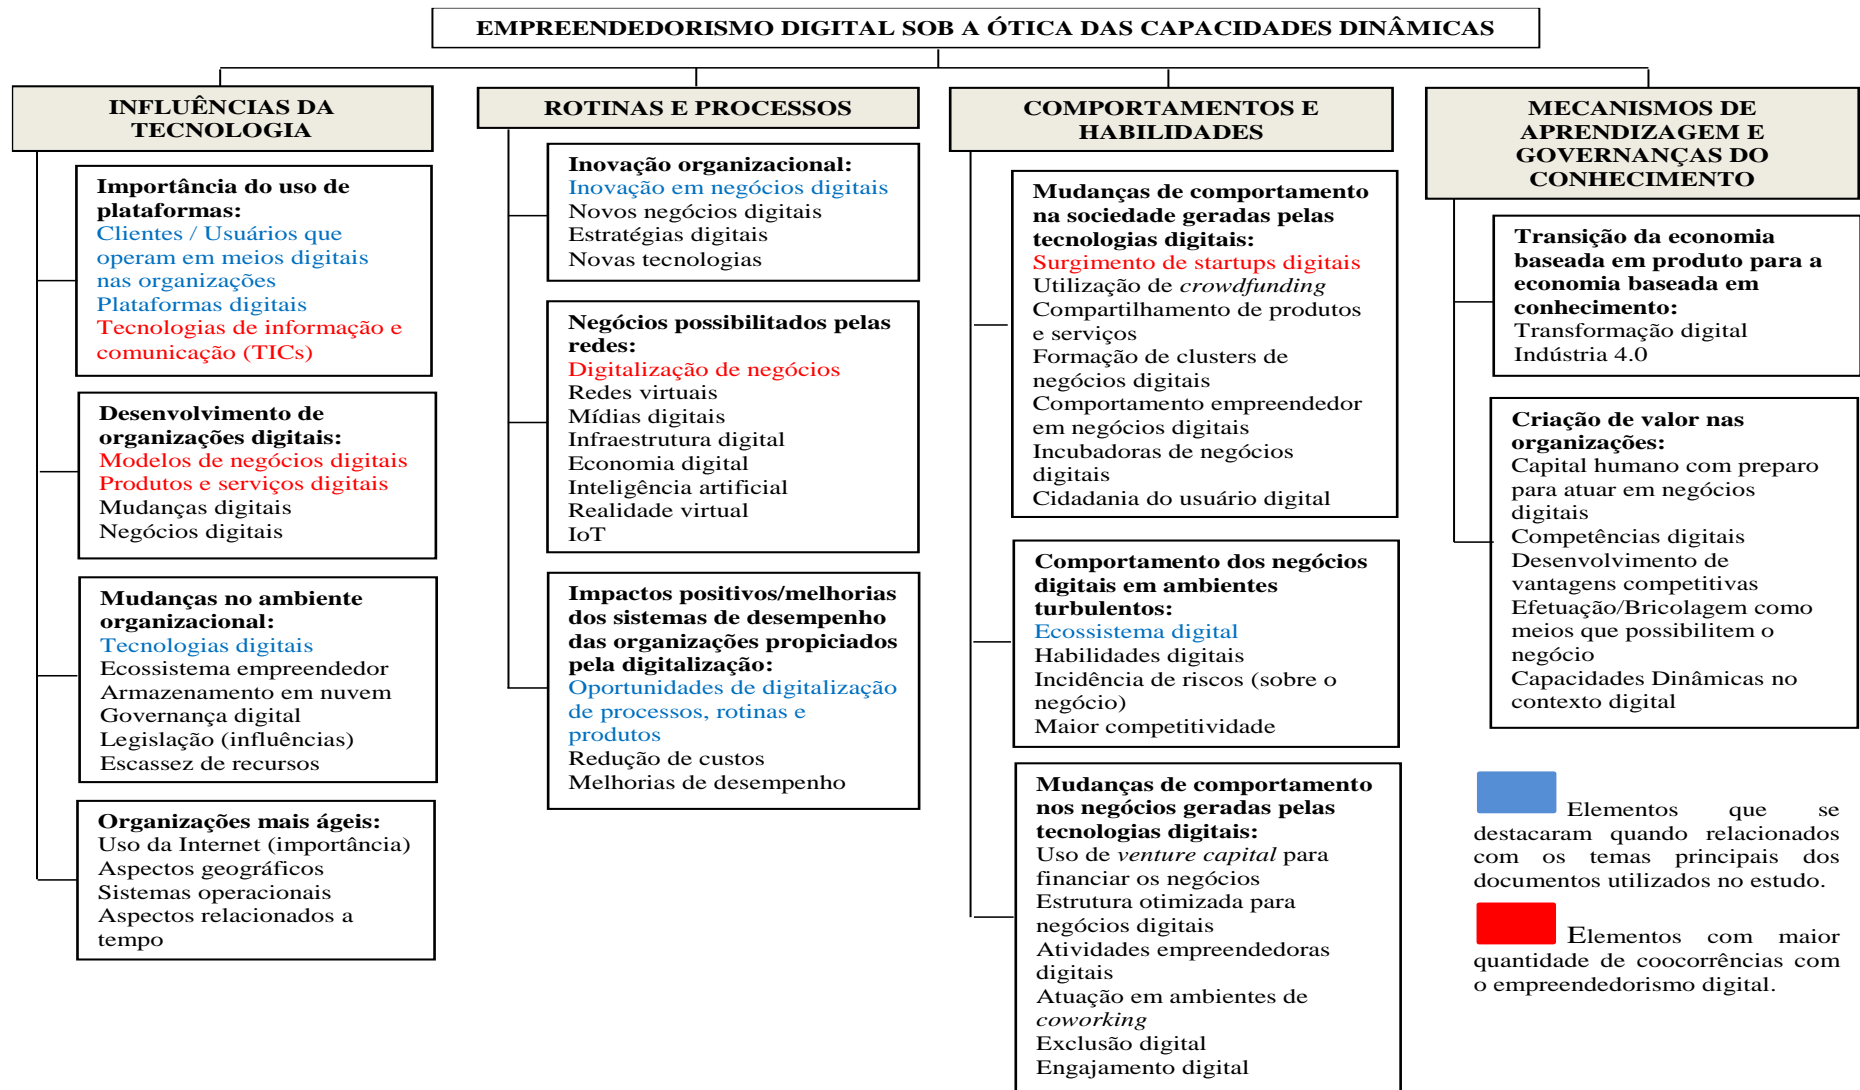 EMPREENDEDORISMO DIGITAL SOB A ÓTICA DAS CAPACIDADES DINÂMICAS
INFLUÊNCIAS DA
TECNOLOGIA
Importância do uso de
plataformas:
Clientes / Usuários que
operam em meios digitais
nas organizações
Plataformas digitais
Tecnologias de informação e
comunicação (TICs)
Desenvolvimento de
organizações digitais:
Modelos de negócios digitais
Produtos e serviços digitais
Mudanças digitais
Negócios digitais
Mudanças no ambiente
organizacional:
Tecnologias digitais
Ecossistema empreendedor
Armazenamento em nuvem
Governança digital
Legislação (influências)
Escassez de recursos
Organizações mais ágeis:
Uso da Internet (importância)
Aspectos geográficos
Sistemas operacionais
Aspectos relacionados a
tempo
ROTINAS E PROCESSOS
Inovação organizacional:
Inovação em negócios digitais
Novos negócios digitais
Estratégias digitais
Novas tecnologias
Negócios possibilitados pelas
redes:
Digitalização de negócios
Redes virtuais
Mídias digitais
Infraestrutura digital
Economia digital
Inteligência artificial
Realidade virtual
IoT
Impactos positivos/melhorias
dos sistemas de desempenho
das organizações propiciados
pela digitalização:
Oportunidades de digitalização
de processos, rotinas e
produtos
Redução de custos
Melhorias de desempenho
COMPORTAMENTOS E
HABILIDADES
Mudanças de comportamento
na sociedade geradas pelas
tecnologias digitais:
Surgimento de startups digitais
Utilização de crowdfunding
Compartilhamento de produtos
e serviços
Formação de clusters de
negócios digitais
Comportamento empreendedor
em negócios digitais
Incubadoras de negócios
digitais
Cidadania do usuário digital
Comportamento dos negócios
digitais em ambientes
turbulentos:
Ecossistema digital
Habilidades digitais
Incidência de riscos (sobre o
negócio)
Maior competitividade
Mudanças de comportamento
nos negócios geradas pelas
tecnologias digitais:
Uso de venture capital para
financiar os negócios
Estrutura otimizada para
negócios digitais
Atividades empreendedoras
digitais
Atuação em ambientes de
coworking
Exclusão digital
Engajamento digital
MECANISMOS DE
APRENDIZAGEM E
GOVERNANÇAS DO
CONHECIMENTO
Transição da economia
baseada em produto para a
economia baseada em
conhecimento:
Transformação digital
Indústria 4.0
Criação de valor nas
organizações:
Capital humano com preparo
para atuar em negócios
digitais
Competências digitais
Desenvolvimento de
vantagens competitivas
Efetuação/Bricolagem como
meios que possibilitem o
negócio
Capacidades Dinâmicas no
contexto digital
Elementos que se
destacaram quando relacionados
com os temas principais dos
documentos utilizados no estudo.
Elementos com maior
quantidade de coocorrências com
o empreendedorismo digital.